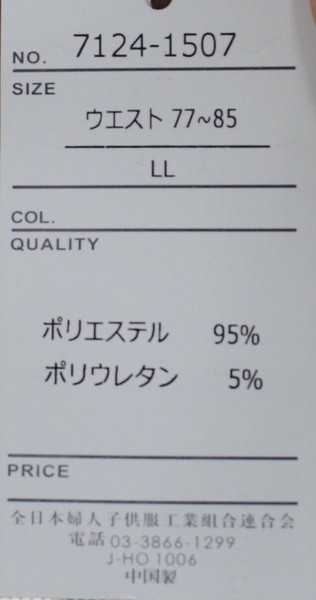 NO. 7124-1507
SIZE
ウエスト 77~85
LL
COL.
QUALITY
ポリエステル 95%
ポリウレタン 5%
PRICE
全日本婦人子供服工業組合連合会
電話 03-3866-1299
J-HO 1006
中国製